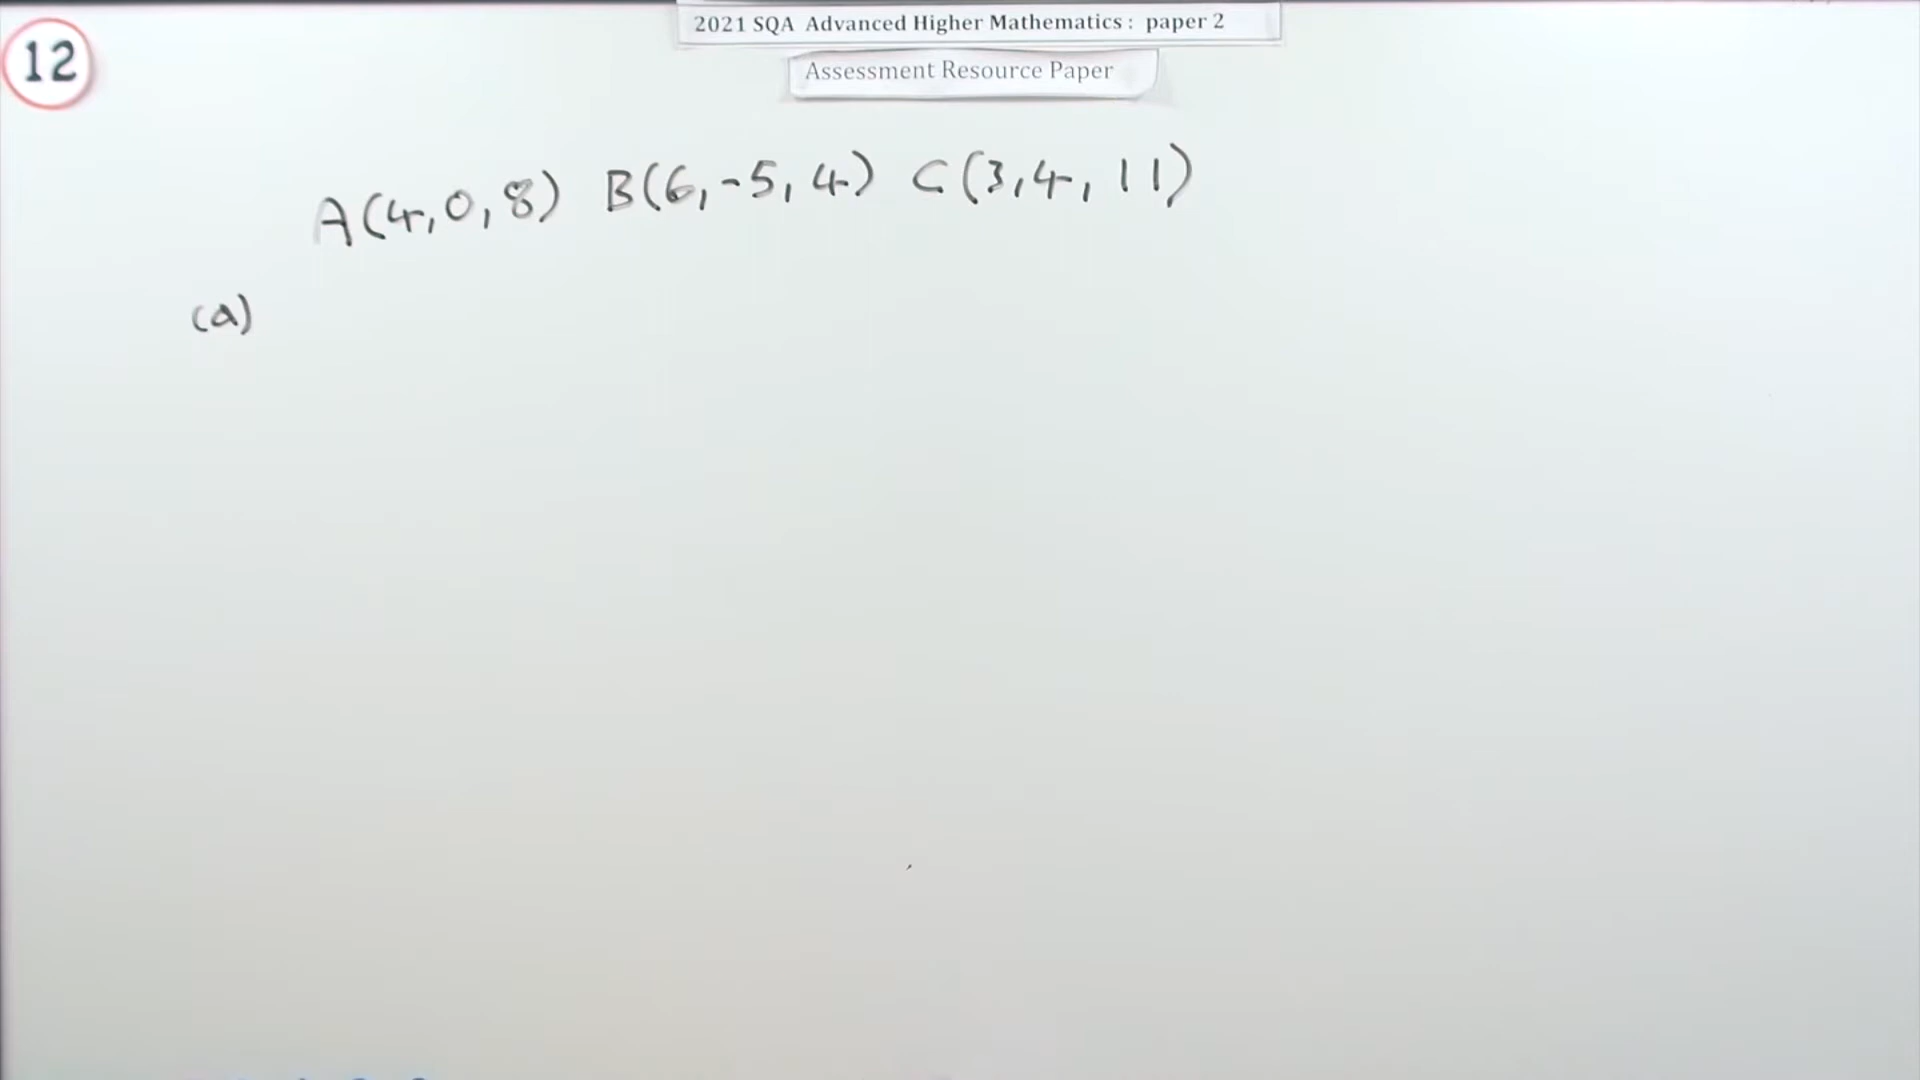 12
2021 SQA Advanced Higher Mathematics : paper 2
Assessment Resource Paper
A(4,0,8) B(6,-5,4) C(3,4,11)
(a)